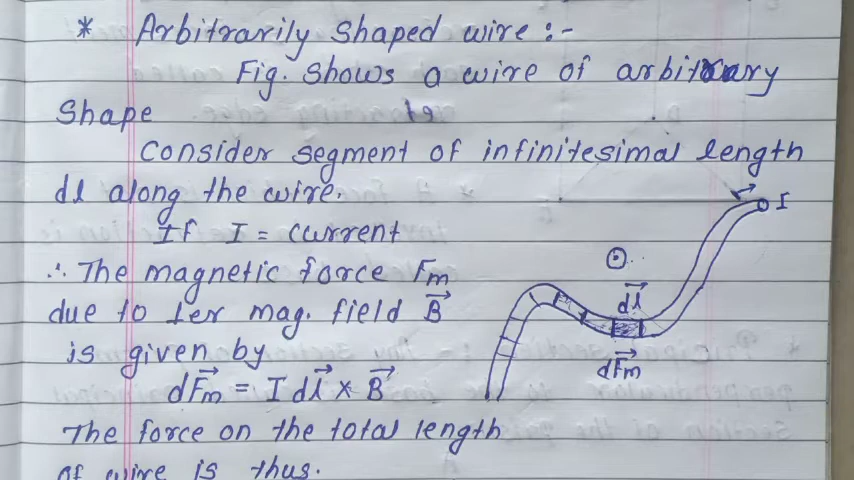 * Arbitrarily Shaped wire :-
Fig. Shows a wire of arbitrary
Shape
Consider segment of infinitesimal length
dl along the wire.
If I = current
∴ The magnetic force Fm
due to ⊥er mag. field B⃗
is given by
dF⃗m = I dl⃗ × B⃗
The force on the total length
of wire is thus.
I
⊙
dl⃗
dF⃗m